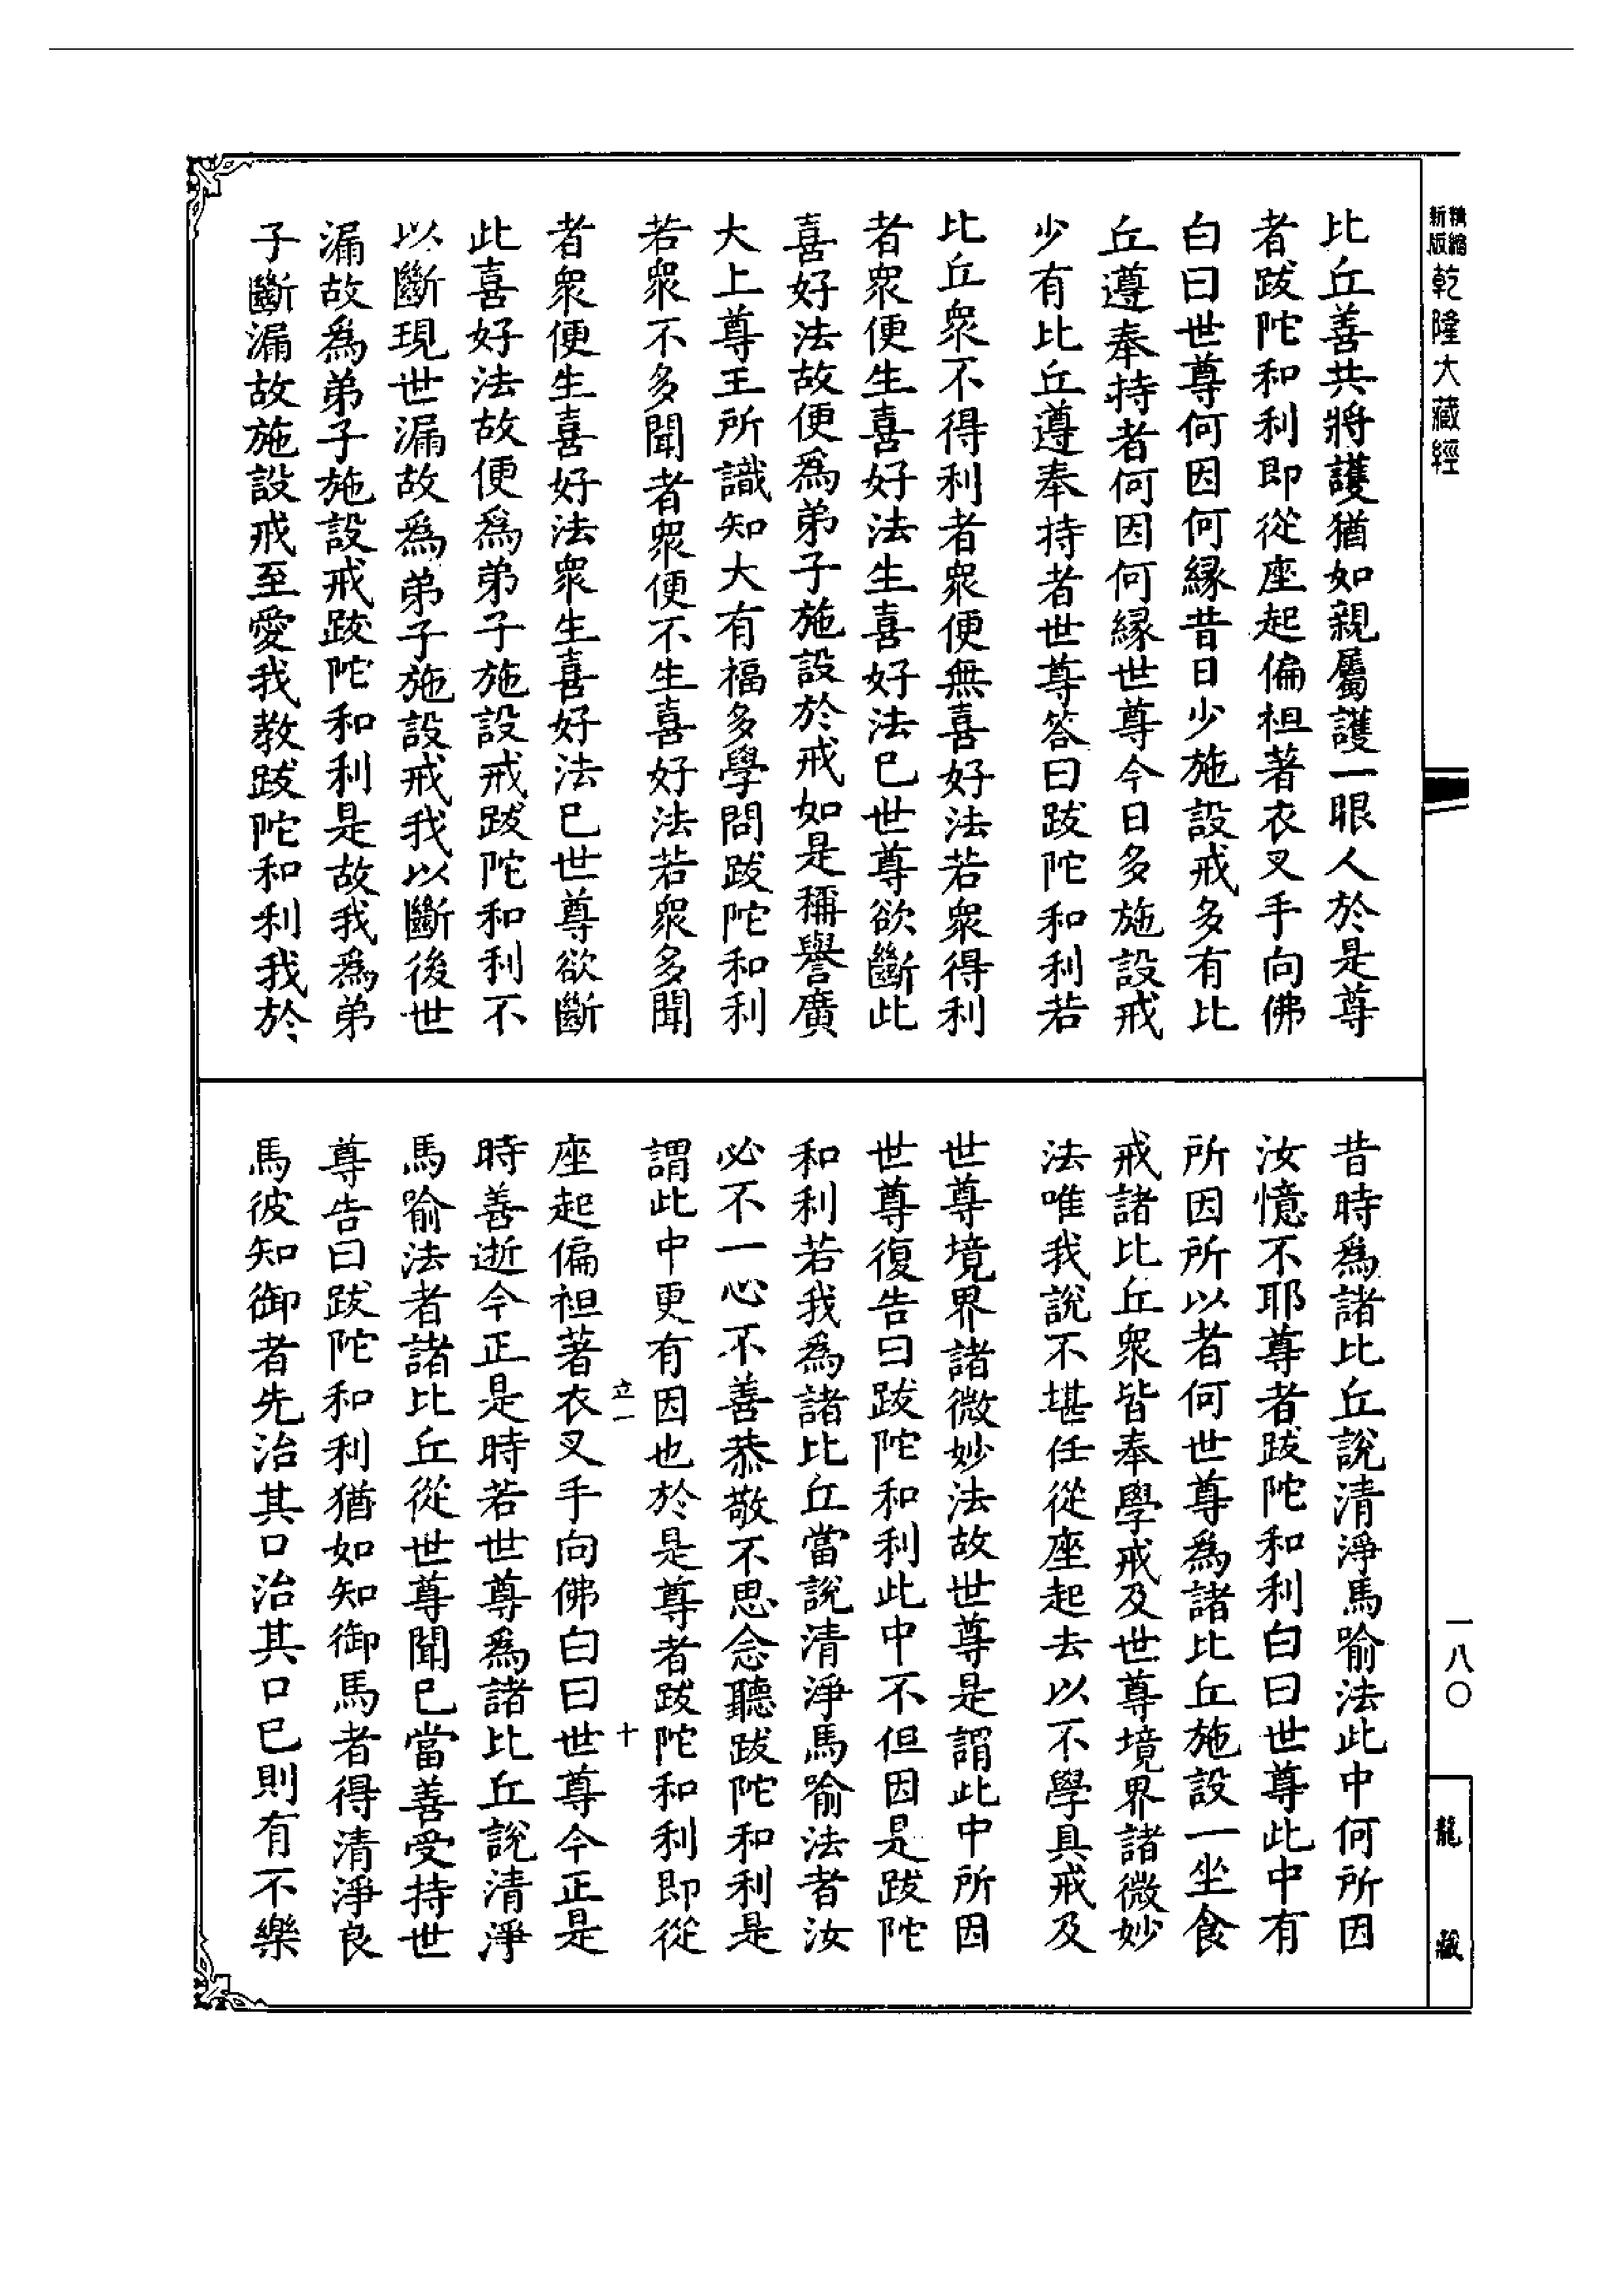 精縮
新版
乾隆大藏經
比丘善共將護猶如親屬護一眼人於是尊
者跋陀和利即從座起偏袒著衣叉手向佛
白曰世尊何因何緣昔日少施設戒多有比
丘遵奉持者何因何緣世尊今日多施設戒
少有比丘遵奉持者世尊答曰跋陀和利若
比丘衆不得利者衆便無喜好法若衆得利
者衆便生喜好法生喜好法已世尊欲斷此
喜好法故便爲弟子施設於戒如是稱譽廣
大上尊王所識知大有福多學問跋陀和利
若衆不多聞者衆便不生喜好法若衆多聞
者衆便生喜好法衆生喜好法已世尊欲斷
此喜好法故便爲弟子施設戒跋陀和利不
以斷現世漏故爲弟子施設戒我以斷後世
漏故爲弟子施設戒跋陀和利是故我爲弟
子斷漏故施設戒至愛我教跋陀和利我於
昔時爲諸比丘說清淨馬喻法此中何所因
汝憶不耶尊者跋陀和利白曰世尊此中有
所因所以者何世尊爲諸比丘施設一坐食
戒諸比丘衆皆奉學戒及世尊境界諸微妙
法唯我說不堪任從座起去以不學具戒及
世尊境界諸微妙法故世尊是謂此中所因
世尊復告曰跋陀和利此中不但因是跋陀
和利若我爲諸比丘當說清淨馬喻法者汝
必不一心不善恭敬不思念聽跋陀和利是
謂此中更有因也於是尊者跋陀和利即從
立一
十
座起偏袒著衣叉手向佛白曰世尊今正是
時善逝今正是時若世尊爲諸比丘說清淨
馬喻法者諸比丘從世尊聞已當善受持世
尊告曰跋陀和利猶如知御馬者得清淨良
馬彼知御者先治其口治其口已則有不樂
一八〇
龍藏